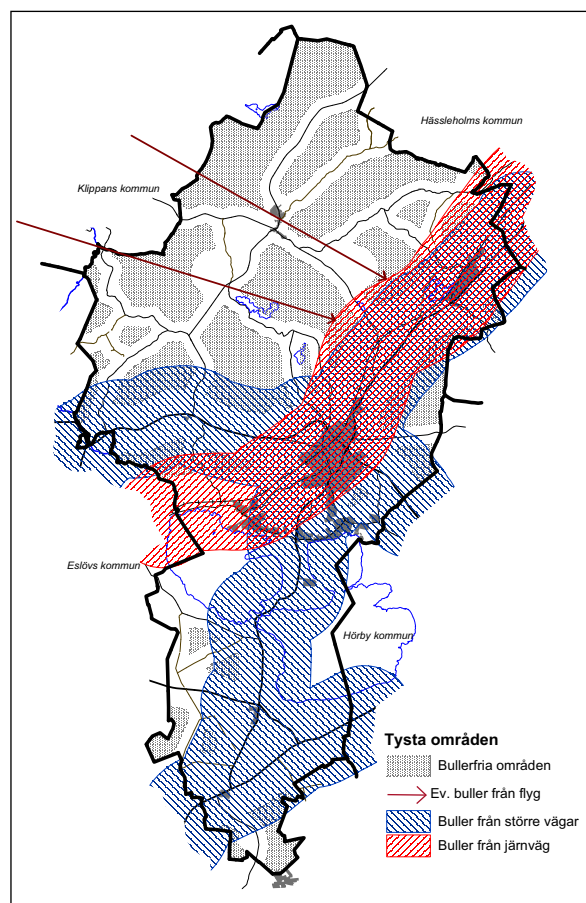 Hässleholms kommun
Klippans kommun
Eslövs kommun
Hörby kommun
Tysta områden
Bullerfria områden
Ev. buller från flyg
Buller från större vägar
Buller från järnväg